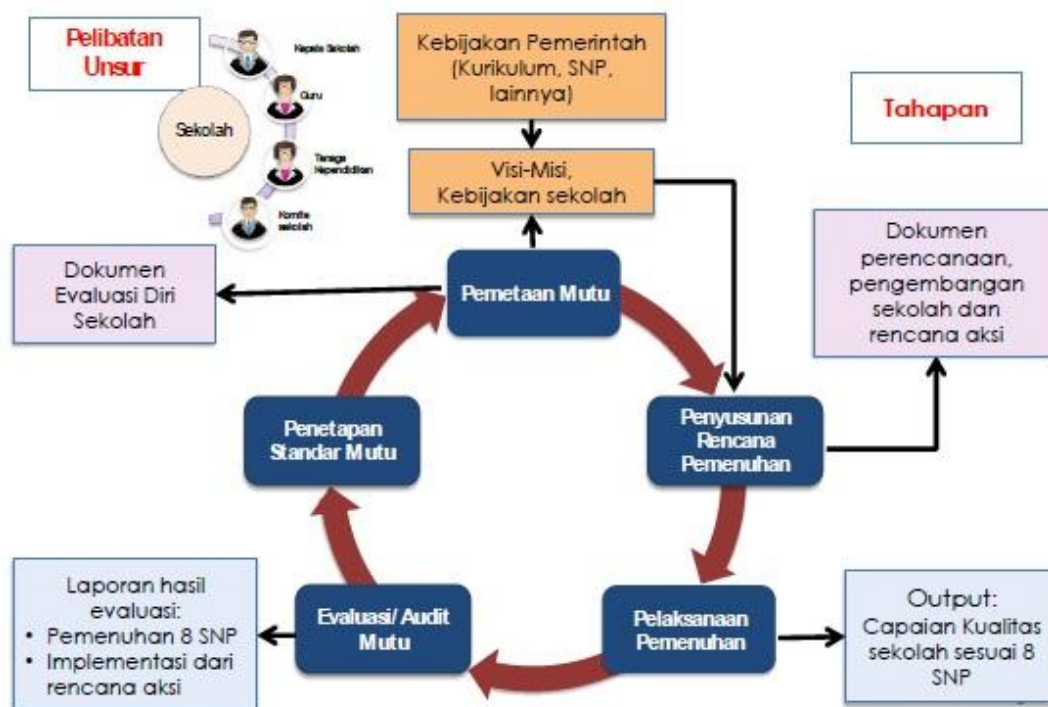 Pelibatan
Unsur
Kepala Sekolah
Guru
Sekolah
Tenaga
Kependidikan
Komite
sekolah
Kebijakan Pemerintah
(Kurikulum, SNP,
lainnya)
Tahapan
Visi-Misi,
Kebijakan sekolah
Dokumen
Evaluasi Diri
Sekolah
Pemetaan Mutu
Dokumen
perencanaan,
pengembangan
sekolah dan
rencana aksi
Penetapan
Standar Mutu
Penyusunan
Rencana
Pemenuhan
Laporan hasil
evaluasi:
• Pemenuhan 8 SNP
• Implementasi dari
rencana aksi
Evaluasi/ Audit
Mutu
Pelaksanaan
Pemenuhan
Output:
Capaian Kualitas
sekolah sesuai 8
SNP